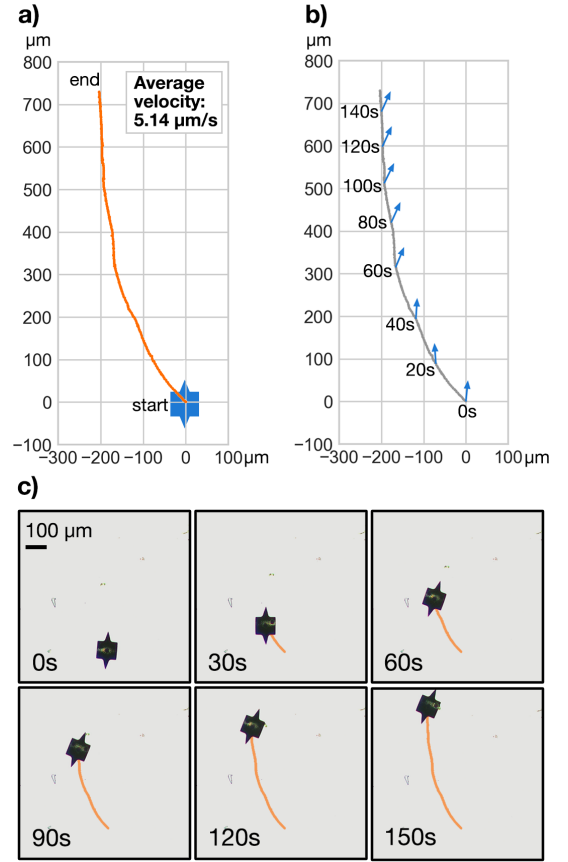 a)
µm
800
700
600
500
400
300
200
100
0
−100
−300 −200 −100 0 100µm
end
Average
velocity:
5.14 µm/s
start
b)
µm
800
700
600
500
400
300
200
100
0
−100
−300 −200 −100 0 100µm
140s
120s
100s
80s
60s
40s
20s
0s
c)
100 µm
0s
30s
60s
90s
120s
150s